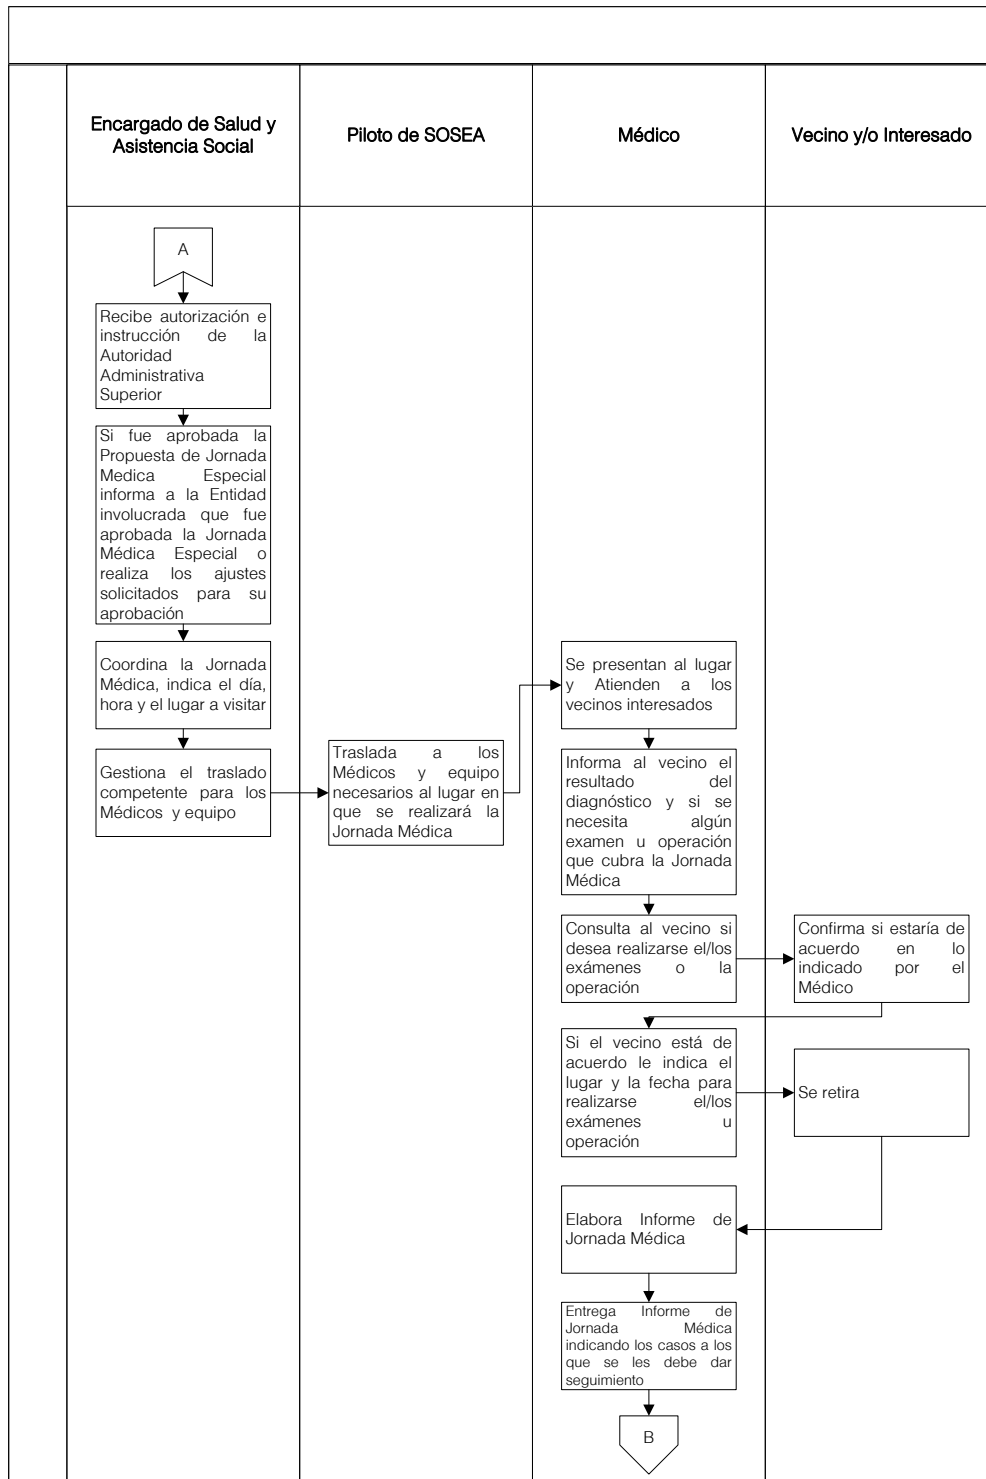 Encargado de Salud y
Asistencia Social
Piloto de SOSEA
Médico
Vecino y/o Interesado
A
Recibe autorización e
instrucción de la
Autoridad
Administrativa
Superior
Si fue aprobada la
Propuesta de Jornada
Medica Especial
informa a la Entidad
involucrada que fue
aprobada la Jornada
Médica Especial o
realiza los ajustes
solicitados para su
aprobación
Coordina la Jornada
Médica, indica el día,
hora y el lugar a visitar
Gestiona el traslado
competente para los
Médicos y equipo
Traslada a los
Médicos y equipo
necesarios al lugar en
que se realizará la
Jornada Médica
Se presentan al lugar
y Atienden a los
vecinos interesados
Informa al vecino el
resultado del
diagnóstico y si se
necesita algún
examen u operación
que cubra la Jornada
Médica
Consulta al vecino si
desea realizarse el/los
exámenes o la
operación
Confirma si estaría de
acuerdo en lo
indicado por el
Médico
Si el vecino está de
acuerdo le indica el
lugar y la fecha para
realizarse el/los
exámenes u
operación
Se retira
Elabora Informe de
Jornada Médica
Entrega Informe de
Jornada Médica
indicando los casos a los
que se les debe dar
seguimiento
B